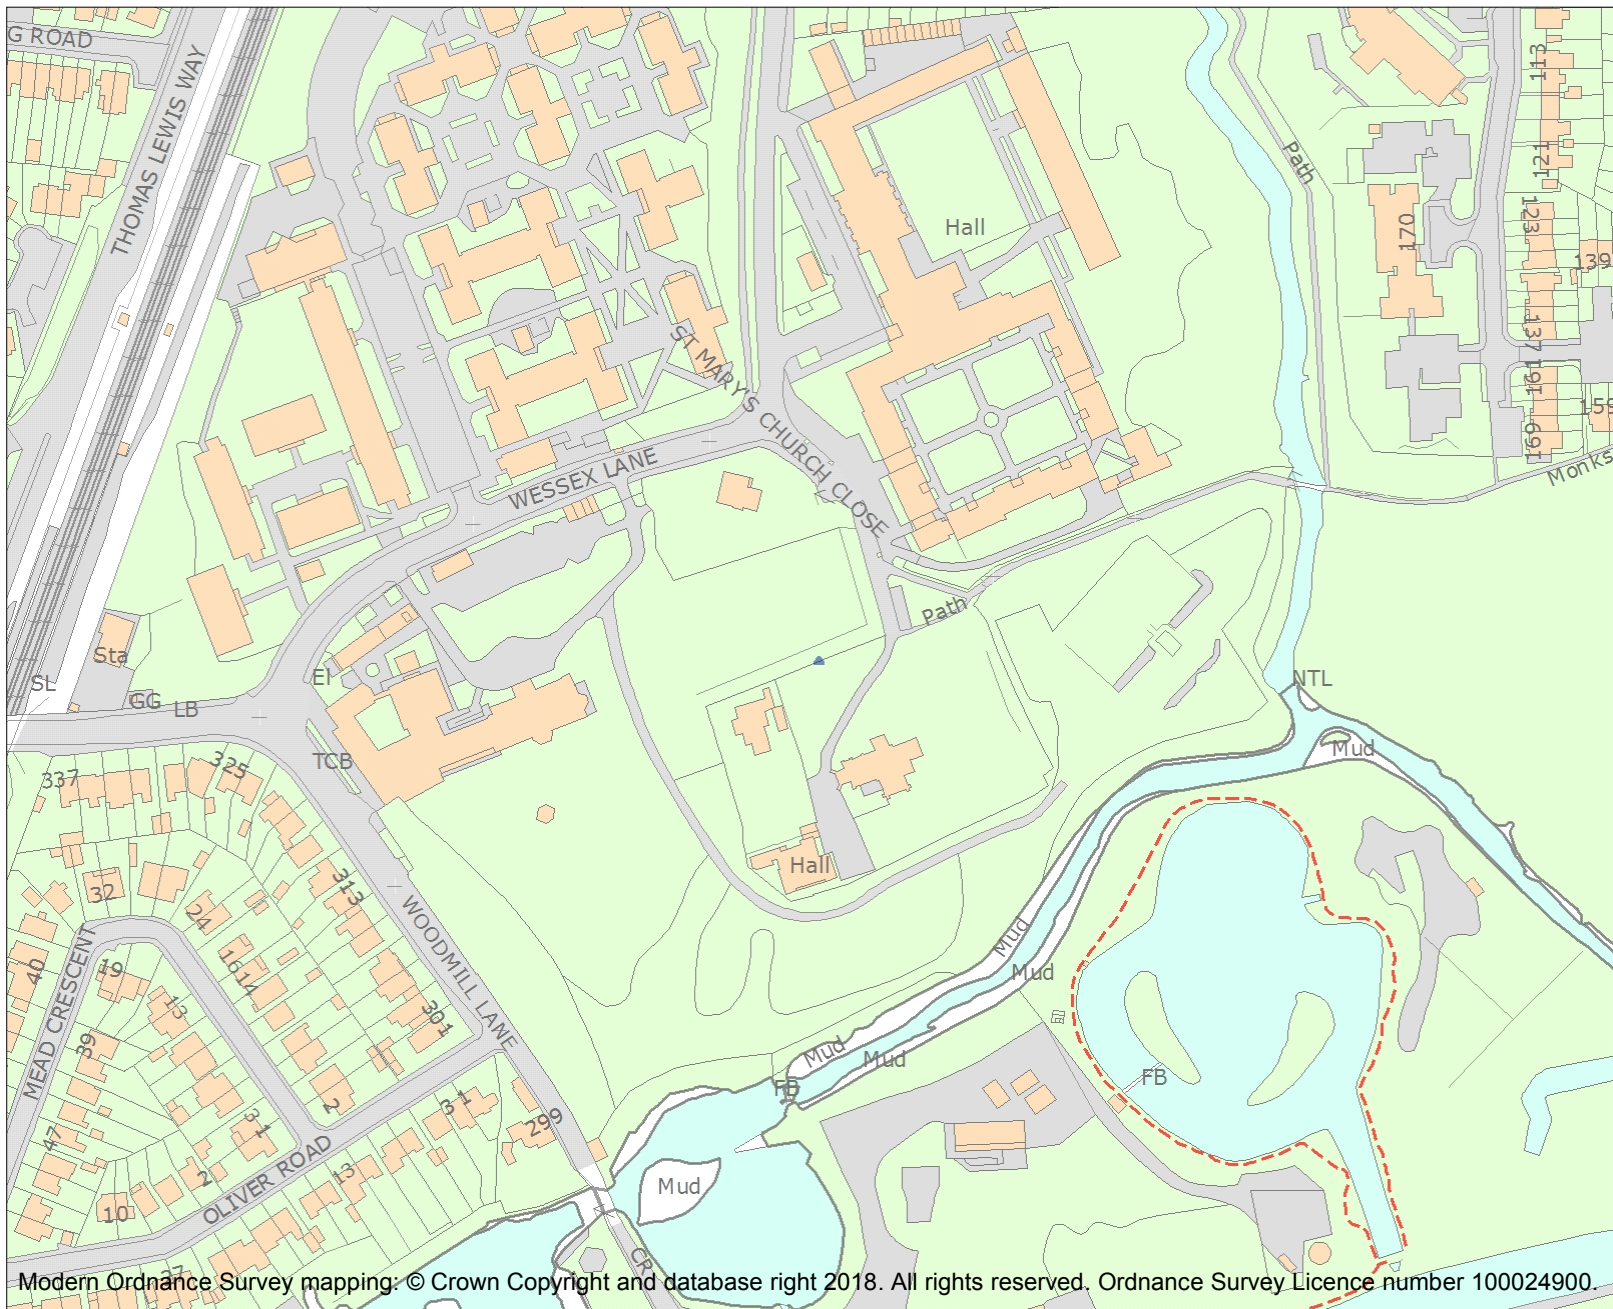 G ROAD
THOMAS LEWIS WAY
113
121
Path
Hall
170
123
139
137
ST MARY'S CHURCH CLOSE
161
159
169
WESSEX LANE
Monks
Path
Sta
El
SL
GG
LB
NTL
Mud
TCB
337
325
Hall
313
32
24
WOODMILL LANE
Mud
Mud
40
19
1614
13
301
MEAD CRESCENT
39
Mud
Mud
FB
FB
2
31
31
299
47
2
OLIVER ROAD
13
Mud
10
CR
37
Modern Ordnance Survey mapping: © Crown Copyright and database right 2018. All rights reserved. Ordnance Survey Licence number 100024900.